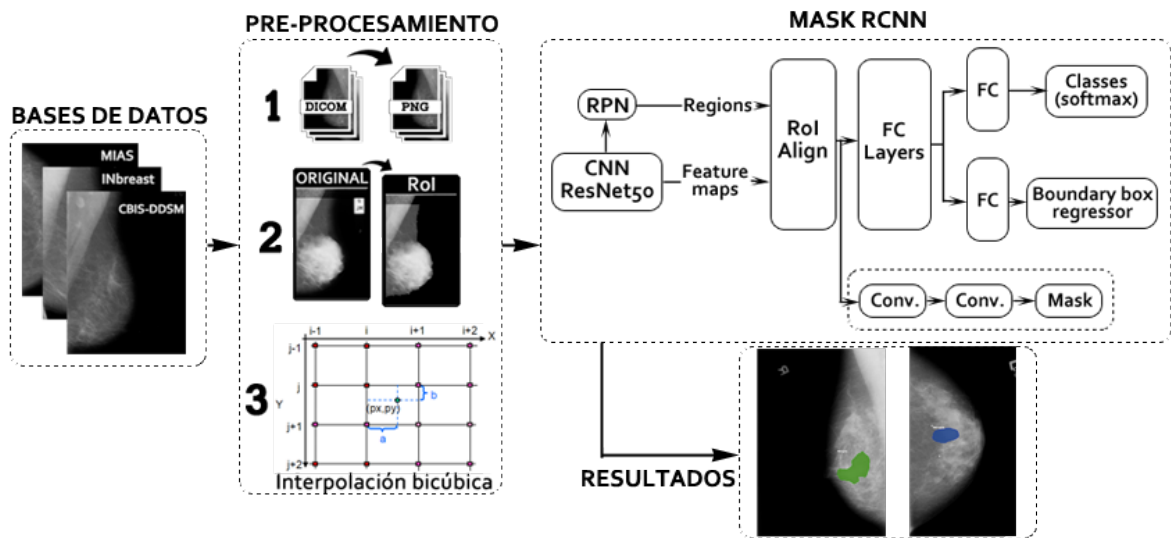 BASES DE DATOS
MIAS
INbreast
CBIS-DDSM
PRE-PROCESAMIENTO
1
DICOM
PNG
2
ORIGINAL
RoI
3
i-1
i
i+1
i+2
X
j-1
j
j+1
j+2
Y
(px,py)
b
a
Interpolación bicúbica
MASK RCNN
RPN
Regions
CNN
ResNet50
Feature
maps
RoI
Align
FC
Layers
FC
Classes
(softmax)
FC
Boundary box
regressor
Conv.
Conv.
Mask
RESULTADOS